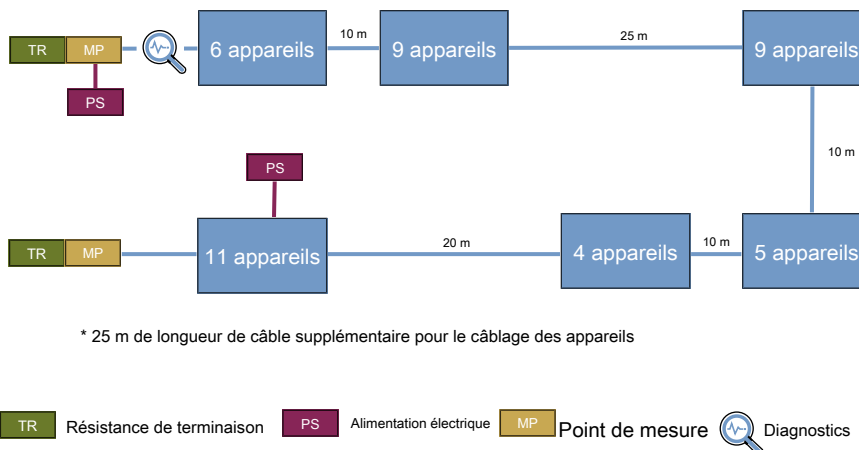 TR MP 6 appareils 10 m 9 appareils 25 m 9 appareils
PS
10 m
PS
TR MP 11 appareils 20 m 4 appareils 10 m 5 appareils
* 25 m de longueur de câble supplémentaire pour le câblage des appareils
TR Résistance de terminaison PS Alimentation électrique MP Point de mesure Diagnostics